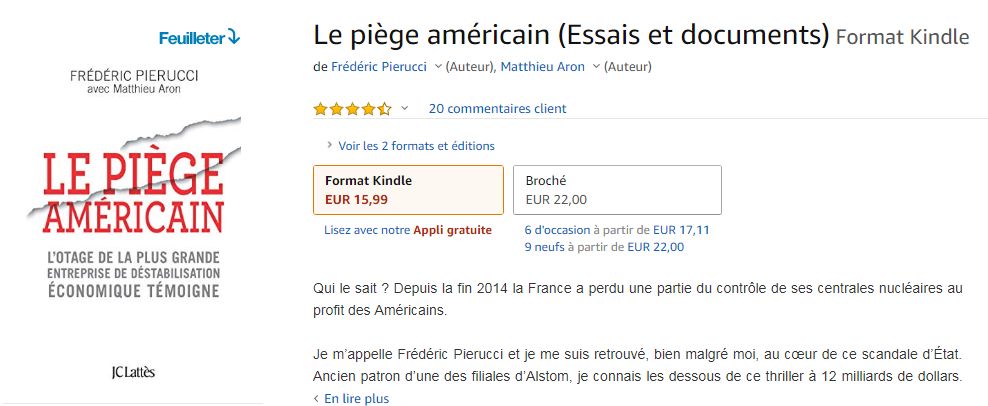 Feuilleter
FRÉDÉRIC PIERUCCI
avec Matthieu Aron
LE PIÈGE
AMÉRICAIN
L'OTAGE DE LA PLUS GRANDE
ENTREPRISE DE DÉSTABILISATION
ÉCONOMIQUE TÉMOIGNE
JCLattès
Le piège américain (Essais et documents) Format Kindle
de Frédéric Pierucci (Auteur), Matthieu Aron (Auteur)
20 commentaires client
Voir les 2 formats et éditions
Format Kindle
EUR 15,99
Broché
EUR 22,00
Lisez avec notre Appli gratuite
6 d'occasion à partir de EUR 17,11
9 neufs à partir de EUR 22,00
Qui le sait ? Depuis la fin 2014 la France a perdu une partie du contrôle de ses centrales nucléaires au
profit des Américains.
Je m’appelle Frédéric Pierucci et je me suis retrouvé, bien malgré moi, au cœur de ce scandale d’État.
Ancien patron d’une des filiales d’Alstom, je connais les dessous de ce thriller à 12 milliards de dollars.
En lire plus